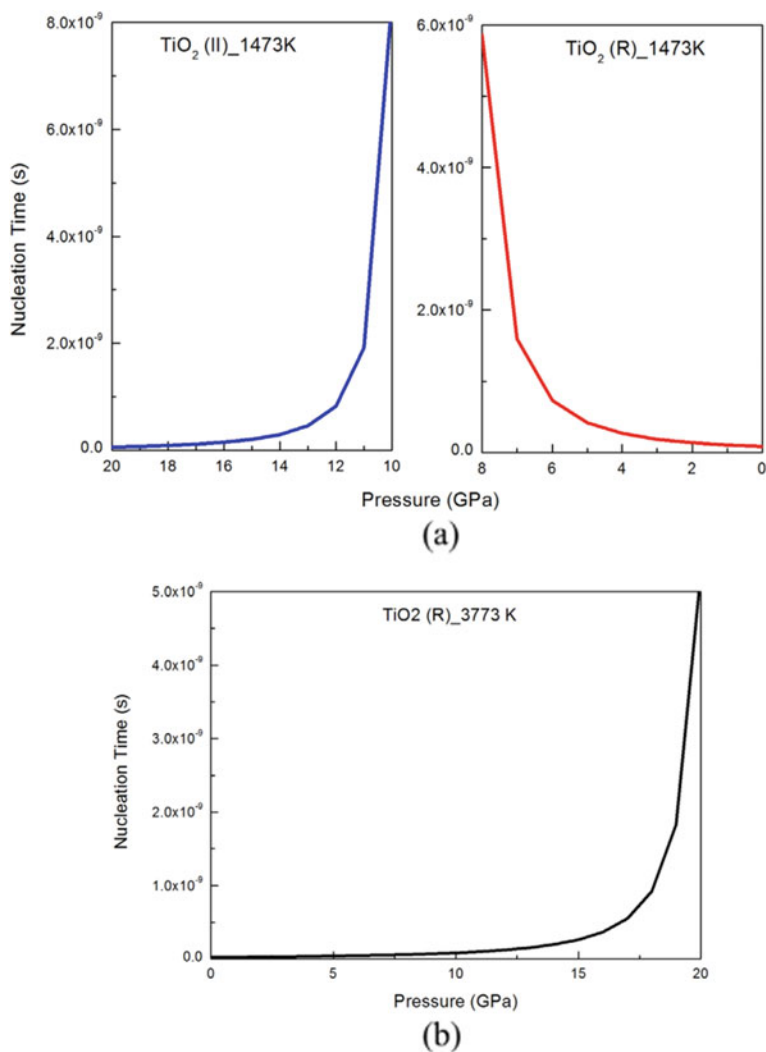 TiO₂ (II)_1473K
TiO₂ (R)_1473K
Nucleation Time (s)
8.0x10⁻⁹
6.0x10⁻⁹
4.0x10⁻⁹
2.0x10⁻⁹
0.0
20 18 16 14 12 10
6.0x10⁻⁹
4.0x10⁻⁹
2.0x10⁻⁹
0.0
8 6 4 2 0
Pressure (GPa)
(a)
TiO2 (R)_3773 K
Nucleation Time (s)
5.0x10⁻⁹
4.0x10⁻⁹
3.0x10⁻⁹
2.0x10⁻⁹
1.0x10⁻⁹
0.0
0 5 10 15 20
Pressure (GPa)
(b)